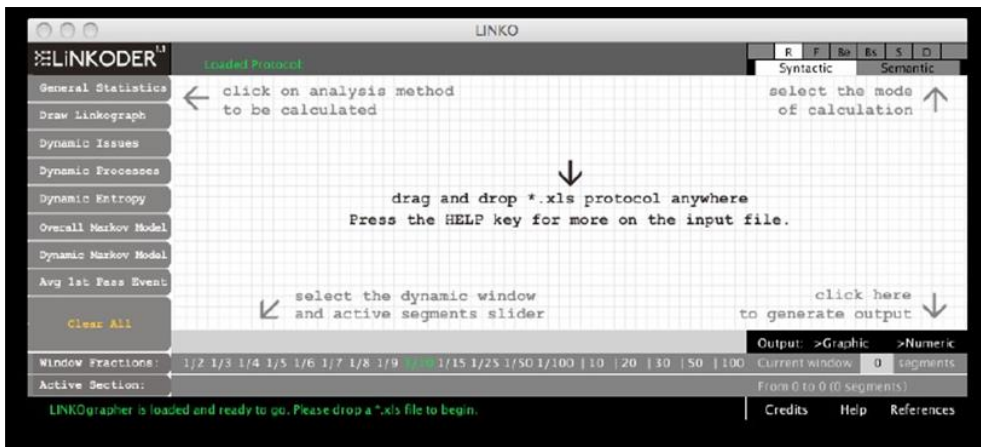 LINKO
LiNKODER 1.1
Loaded Protocol:
R F Be Bs S D
Syntactic Semantic
General Statistics
Draw Linkograph
Dynamic Issues
Dynamic Processes
Dynamic Entropy
Overall Markov Model
Dynamic Markov Model
Avg 1st Pass Event
Clear All
click on analysis method
to be calculated
select the mode
of calculation
drag and drop *.xls protocol anywhere
Press the HELP key for more on the input file.
select the dynamic window
and active segments slider
click here
to generate output
Output: >Graphic >Numeric
Window Fractions: 1/2 1/3 1/4 1/5 1/6 1/7 1/8 1/9 1/10 1/15 1/25 1/50 1/100 |10 |20 |30 |50 |100 Current window 0 segments
Active Section: From 0 to 0 (0 segments)
LINKOgrapher is loaded and ready to go. Please drop a *.xls file to begin.
Credits Help References